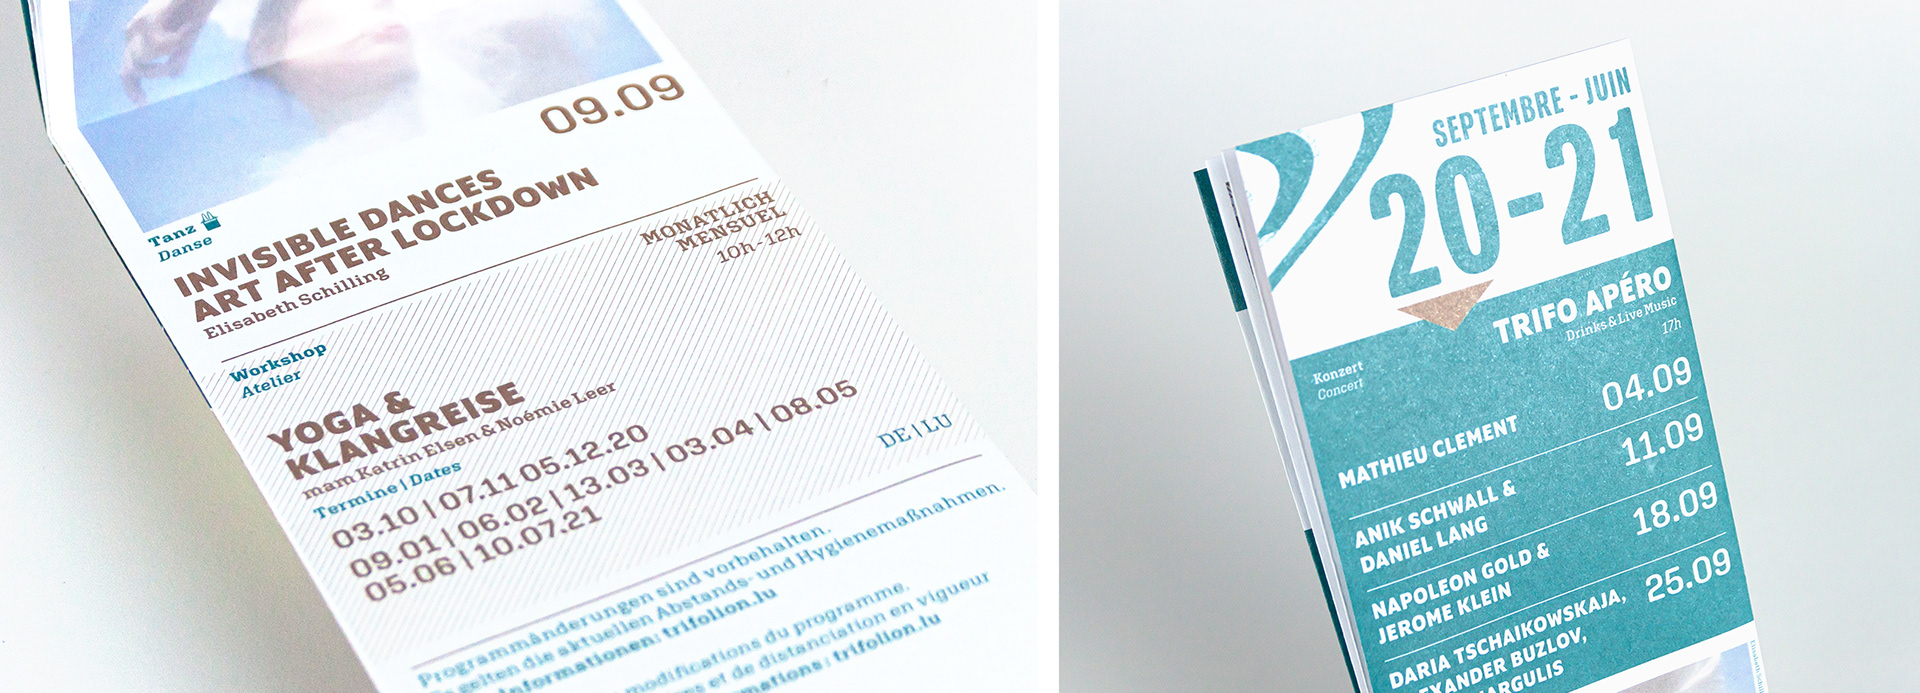 09.09
Tanz
Danse
INVISIBLE DANCES
ART AFTER LOCKDOWN
Elisabeth Schilling
MONATLICH
MENSUEL
10h-12h
Workshop
Atelier
YOGA &
KLANGREISE
mam Katrin Elsen & Noémie Leer
Termine | Dates
03.10 | 07.11 05.12.20
09.01 | 06.02 | 13.03 | 03.04 | 08.05
05.06 | 10.07.21
DE | LU
Programmänderungen sind vorbehalten.
gelten die aktuellen Abstands- und Hygienemaßnahmen.
informationen: trifolion.lu
modifications du programme.
et de distanciation en vigueur
: trifolion.lu
SEPTEMBRE - JUIN
20-21
TRIFO APÉRO
Drinks & Live Music
17h
Konzert
Concert
04.09
MATHIEU CLEMENT
11.09
ANIK SCHWALL &
DANIEL LANG
18.09
NAPOLEON GOLD &
JEROME KLEIN
25.09
DARIA TSCHAIKOWSKAJA,
EXANDER BUZLOV,
ARGULIS